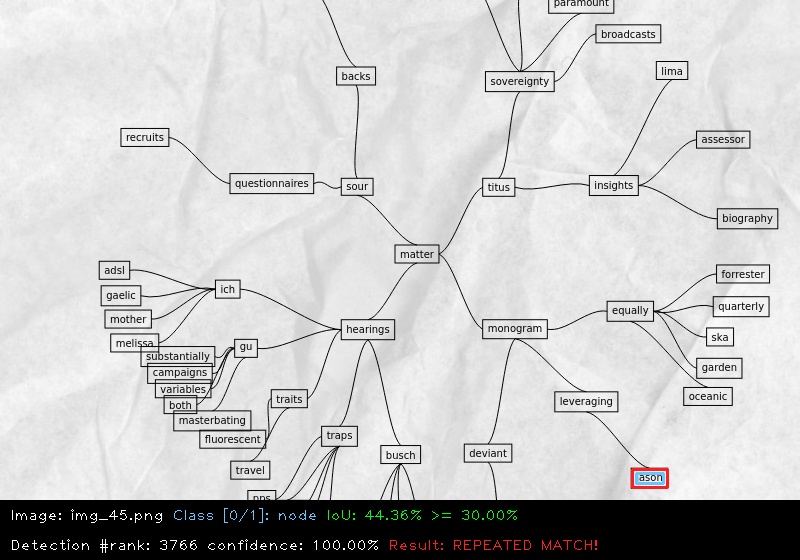 paramount
broadcasts
backs
lima
sovereignty
recruits
assessor
questionnaires
sour
titus
insights
biography
matter
adsl
forrester
ich
gaelic
quarterly
mother
equally
hearings
monogram
ska
melissa
gu
substantially
garden
campaigns
variables
oceanic
traits
leveraging
both
masterbating
fluorescent
traps
busch
deviant
travel
ason
pps
Image: img_45.png Class [0/1]: node IoU: 44.36% >= 30.00%
Detection #rank: 3766 confidence: 100.00% Result: REPEATED MATCH!